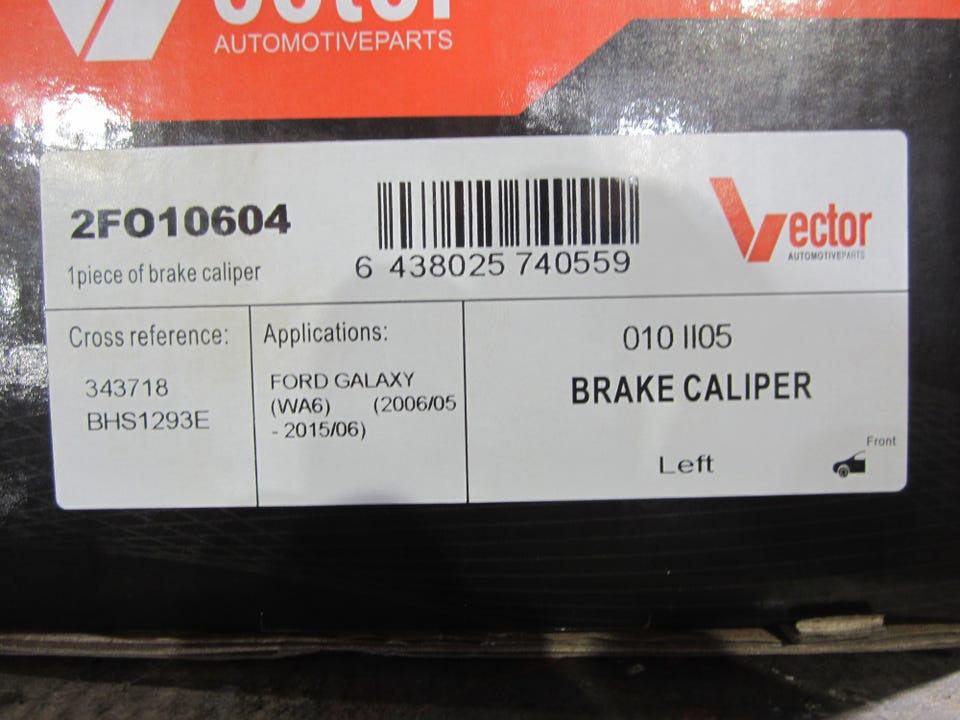 Vector
AUTOMOTIVEPARTS
2FO10604
1piece of brake caliper
6 438025 740559
Vector
AUTOMOTIVEPARTS
Cross reference:
343718
BHS1293E
Applications:
FORD GALAXY
(WA6) (2006/05
- 2015/06)
010 II05
BRAKE CALIPER
Left
Front